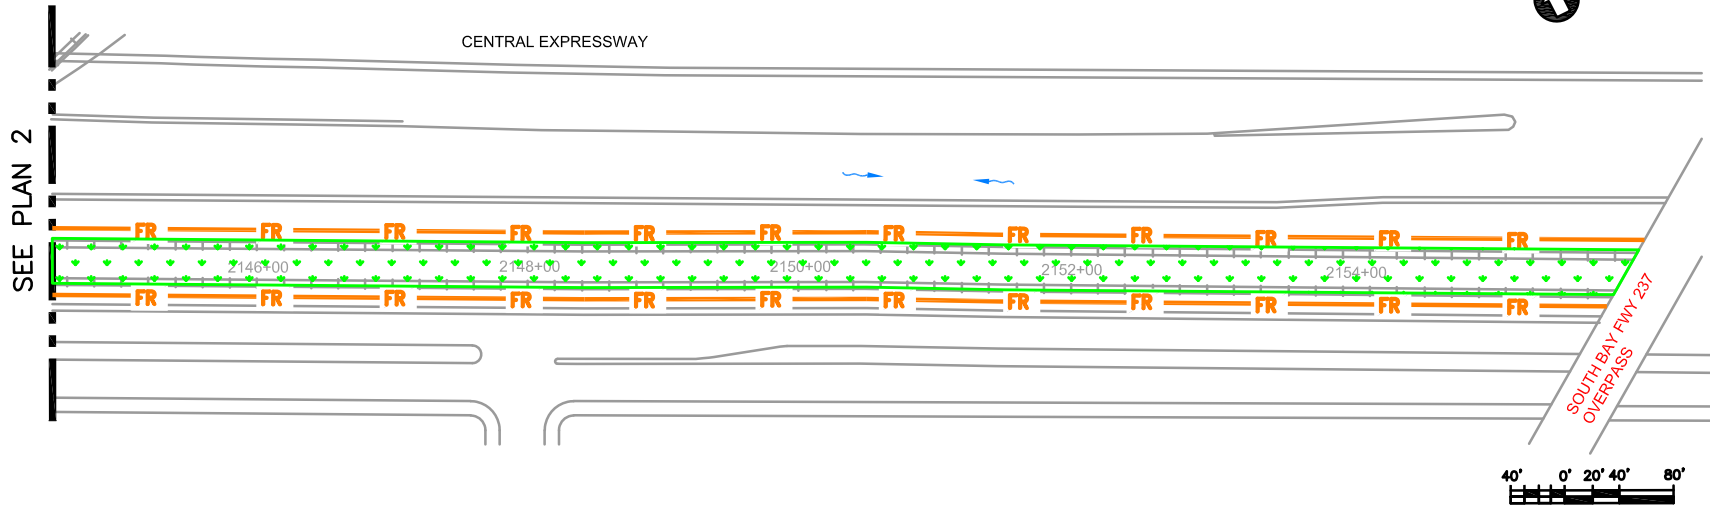 CENTRAL EXPRESSWAY
SEE PLAN 2
FR FR FR FR FR FR FR FR FR FR FR FR
2146+00 2148+00 2150+00 2152+00 2154+00
FR FR FR FR FR FR FR FR FR FR FR FR
SOUTH BAY FWY 237
OVERPASS
40' 0' 20' 40' 80'